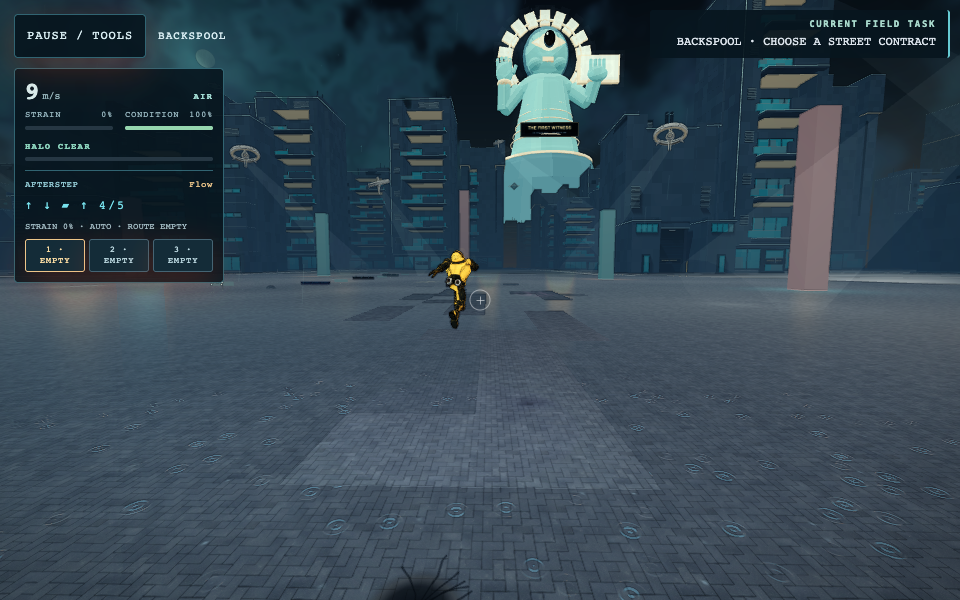 PAUSE / TOOLS
BACKSPOOL
CURRENT FIELD TASK
BACKSPOOL · CHOOSE A STREET CONTRACT
9 m/s
AIR
STRAIN 0%
CONDITION 100%
HALO CLEAR
AFTERSTEP
Flow
↑ ↓ ▰ ↑ 4/5
STRAIN 0% · AUTO · ROUTE EMPTY
1 · EMPTY
2 · EMPTY
3 · EMPTY
THE FIRST WITNESS